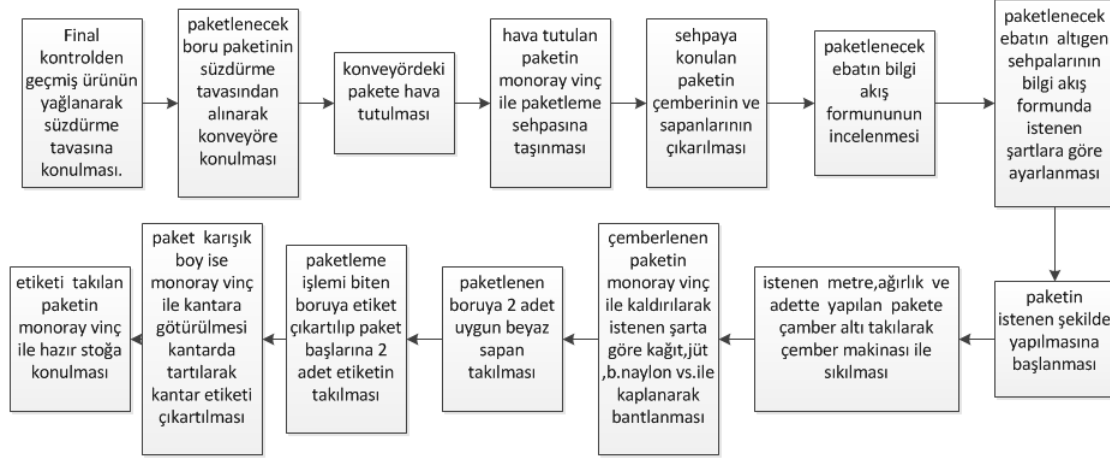 Final
kontrolden
geçmiş ürünün
yağlanarak
süzdürme
tavasına
konulması.
paketlenecek
boru paketinin
süzdürme
tavasından
alınarak
konveyöre
konulması
konveyördeki
pakete hava
tutulması
hava tutulan
paketin
monoray vinç
ile paketleme
sehpasına
taşınması
sehpaya
konulan
paketin
çemberinin ve
sapanlarının
çıkarılması
paketlenecek
ebatın bilgi
akış
formununun
incelenmesi
paketlenecek
ebatın altıgen
sehpalarının
bilgi akış
formunda
istenen
şartlara göre
ayarlanması
paketin
istenen şekilde
yapılmasına
başlanması
istenen metre,ağırlık ve
adette yapılan pakete
çamber altı takılarak
çember makinası ile
sıkılması
çemberlenen
paketin
monoray vinç
ile kaldırılarak
istenen şarta
göre kağıt,jüt
,b.naylon vs.ile
kaplanarak
bantlanması
paketlenen
boruya 2 adet
uygun beyaz
sapan
takılması
paketleme
işlemi biten
boruya etiket
çıkartılıp paket
başlarına 2
adet etiketin
takılması
paket karışık
boy ise
monoray vinç
ile kantara
götürülmesi
kantarda
tartılarak
kantar etiketi
çıkartılması
etiketi takılan
paketin
monoray vinç
ile hazır stoğa
konulması